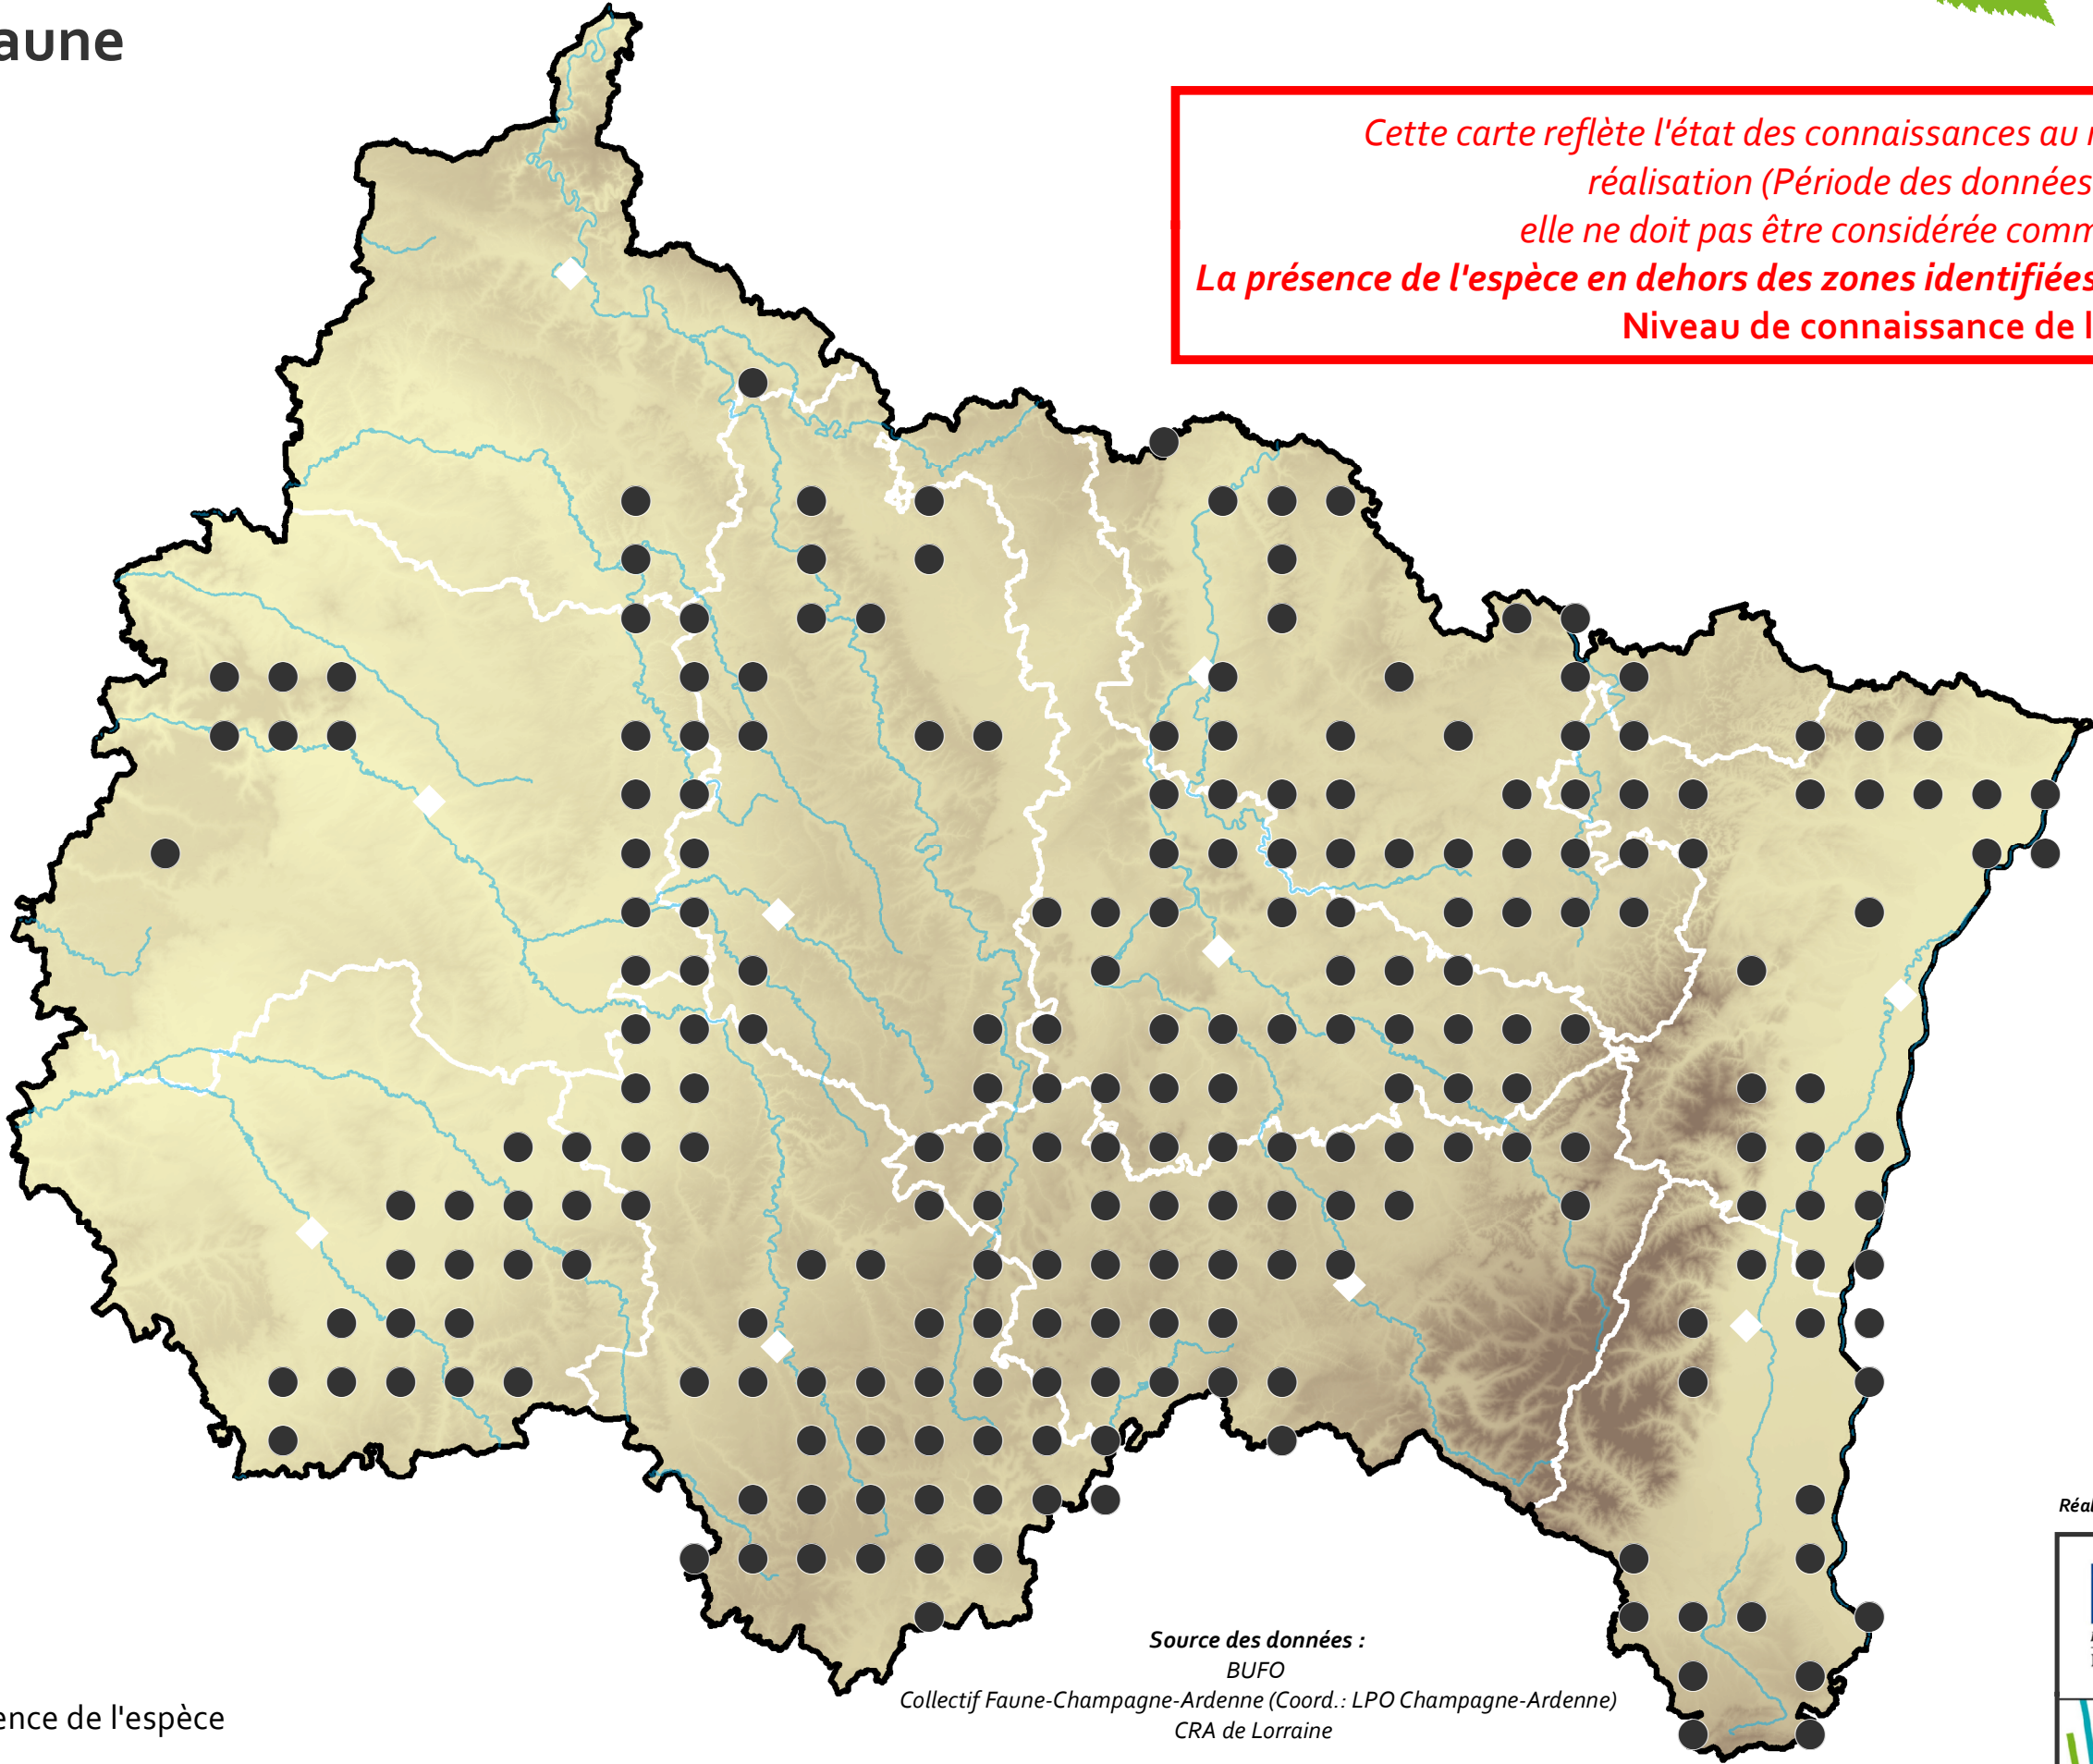 aune
Cette carte reflète l'état des connaissances au
réalisation (Période des données
elle ne doit pas être considérée comm
La présence de l'espèce en dehors des zones identifiées
Niveau de connaissance de l
Réal
Source des données :
BUFO
Collectif Faune-Champagne-Ardenne (Coord.: LPO Champagne-Ardenne)
CRA de Lorraine
ence de l'espèce